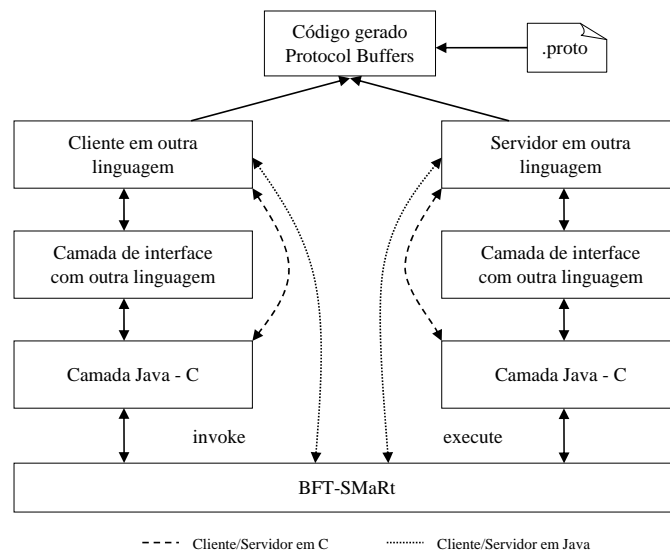 Código gerado
Protocol Buffers
.proto
Cliente em outra
linguagem
Servidor em outra
linguagem
Camada de interface
com outra linguagem
Camada de interface
com outra linguagem
Camada Java - C
Camada Java - C
invoke
execute
BFT-SMaRt
Cliente/Servidor em C
Cliente/Servidor em Java